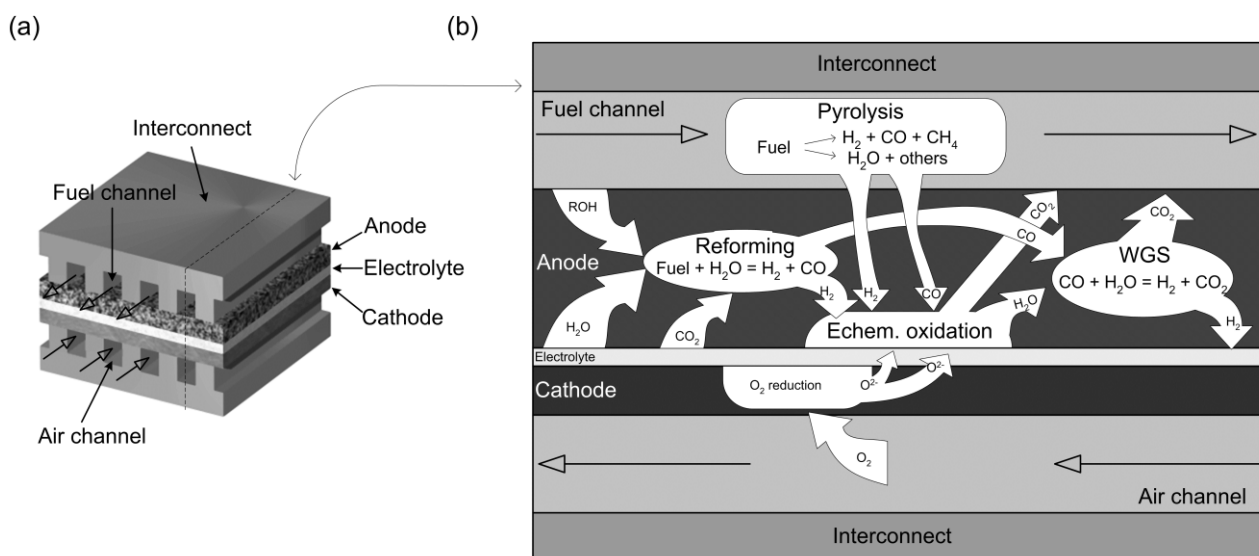 (a)
Interconnect
Fuel channel
Anode
Electrolyte
Cathode
Air channel
(b)
Interconnect
Fuel channel
Pyrolysis
Fuel
H₂ + CO + CH₄
H₂O + others
ROH
CO₂
CO
CO₂
Anode
Reforming
Fuel + H₂O = H₂ + CO
WGS
CO + H₂O = H₂ + CO₂
H₂
H₂
CO
H₂O
H₂O
CO₂
Echem. oxidation
H₂
Electrolyte
Cathode
O₂ reduction
O²⁻
O²⁻
O₂
Air channel
Interconnect